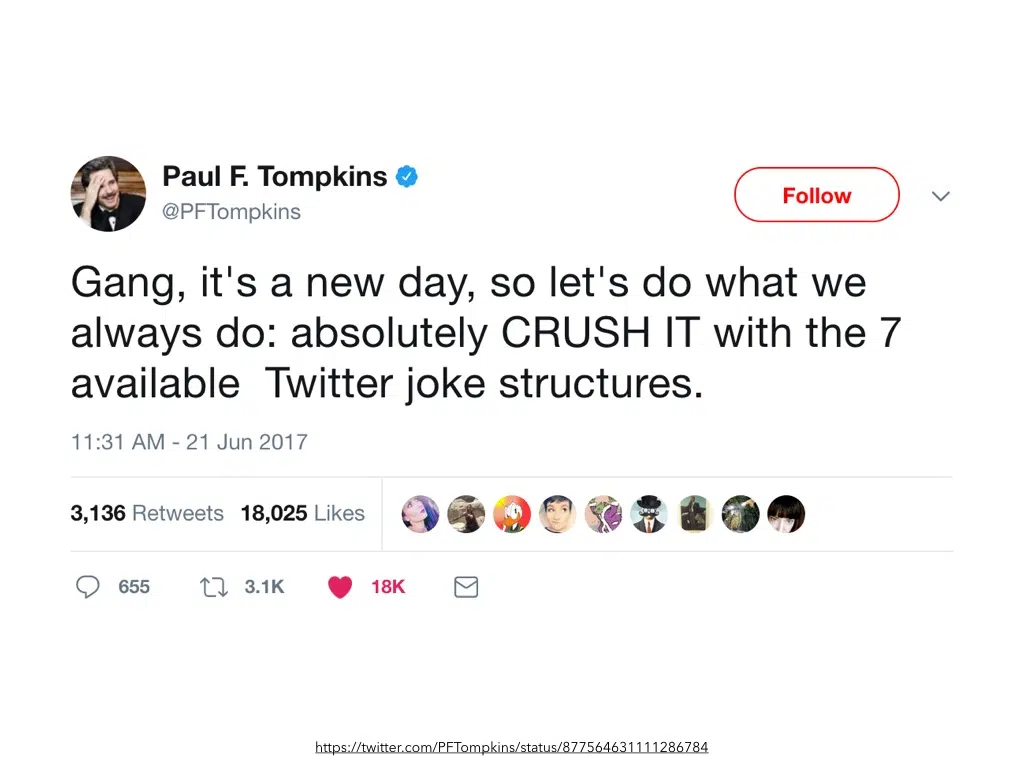 Paul F. Tompkins
@PFTompkins
Follow
Gang, it's a new day, so let's do what we
always do: absolutely CRUSH IT with the 7
available  Twitter joke structures.
11:31 AM - 21 Jun 2017
3,136 Retweets 18,025 Likes
655 3.1K 18K
https://twitter.com/PFTompkins/status/877564631111286784